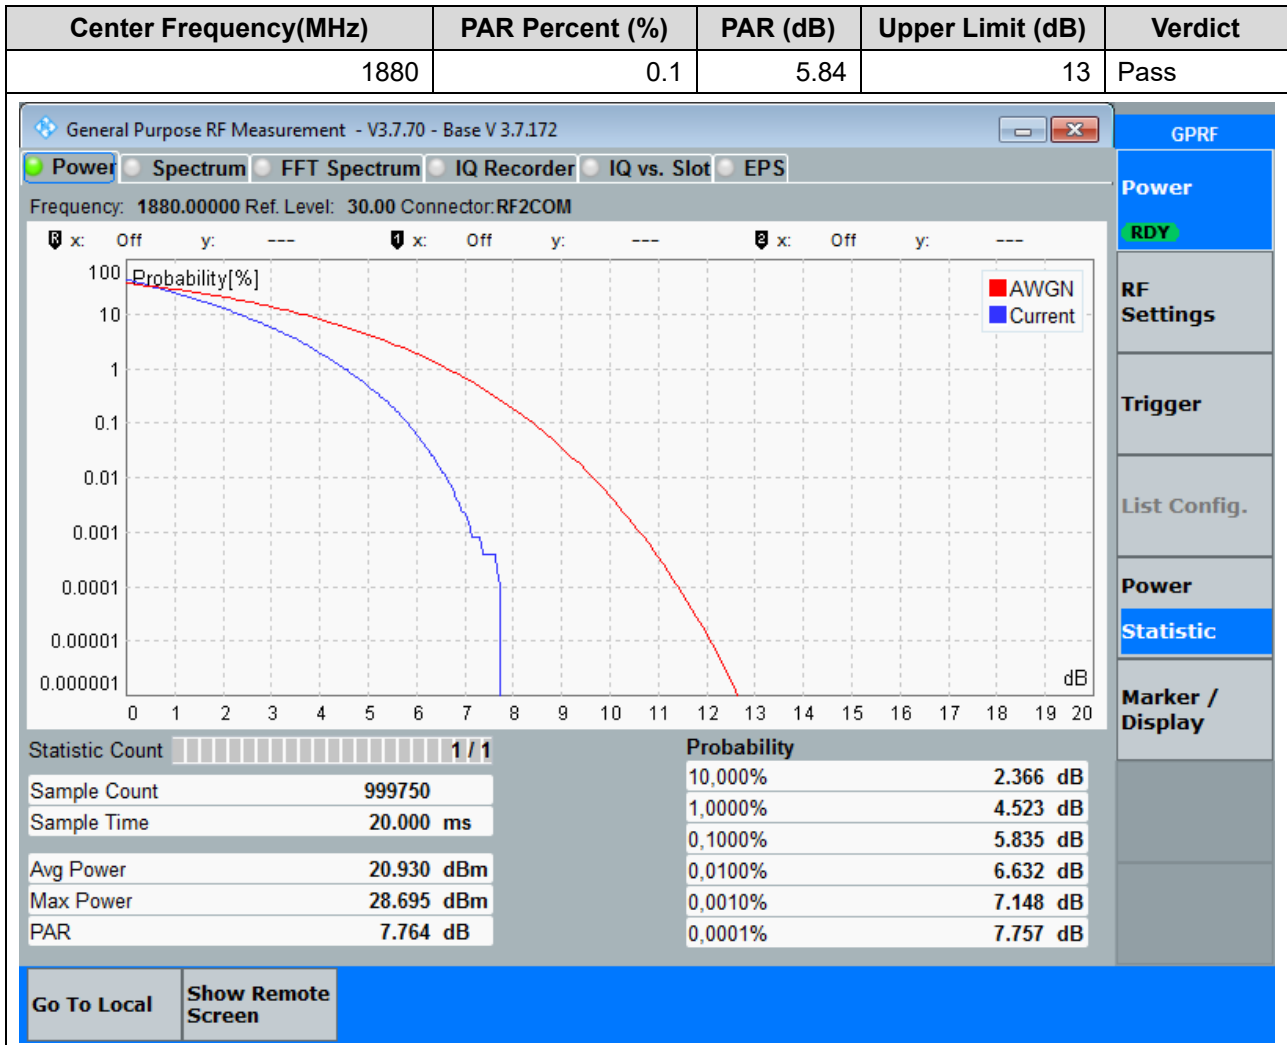 Center Frequency(MHz) PAR Percent (%) PAR (dB) Upper Limit (dB) Verdict
1880 0.1 5.84 13 Pass
General Purpose RF Measurement - V3.7.70 - Base V 3.7.172
GPRF
Power Spectrum FFT Spectrum IQ Recorder IQ vs. Slot EPS
Frequency: 1880.00000 Ref. Level: 30.00 Connector:RF2COM
R x: Off y: --- 1 x: Off y: --- 2 x: Off y: ---
Probability[%]
AWGN
Current
100
10
1
0.1
0.01
0.001
0.0001
0.00001
0.000001
dB
0 1 2 3 4 5 6 7 8 9 10 11 12 13 14 15 16 17 18 19 20
Statistic Count 1 / 1
Sample Count 999750
Sample Time 20.000 ms
Avg Power 20.930 dBm
Max Power 28.695 dBm
PAR 7.764 dB
Probability
10,000% 2.366 dB
1,0000% 4.523 dB
0,1000% 5.835 dB
0,0100% 6.632 dB
0,0010% 7.148 dB
0,0001% 7.757 dB
Power
RDY
RF
Settings
Trigger
List Config.
Power
Statistic
Marker /
Display
Go To Local
Show Remote
Screen